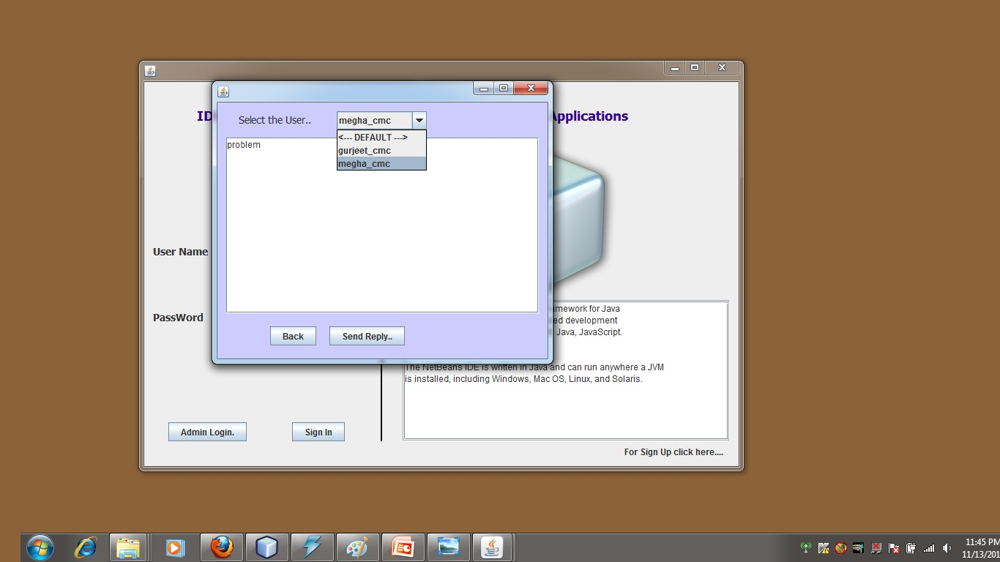 ID
Applications
Select the User..
megha_cmc
<--- DEFAULT --->
gurjeet_cmc
megha_cmc
problem
User Name
PassWord
Back
Send Reply..
mework for Java
ed development
Java, JavaScript.
The NetBeans IDE is written in Java and can run anywhere a JVM
is installed, including Windows, Mac OS, Linux, and Solaris.
Admin Login.
Sign In
For Sign Up click here....
11:45 PM
11/13/201